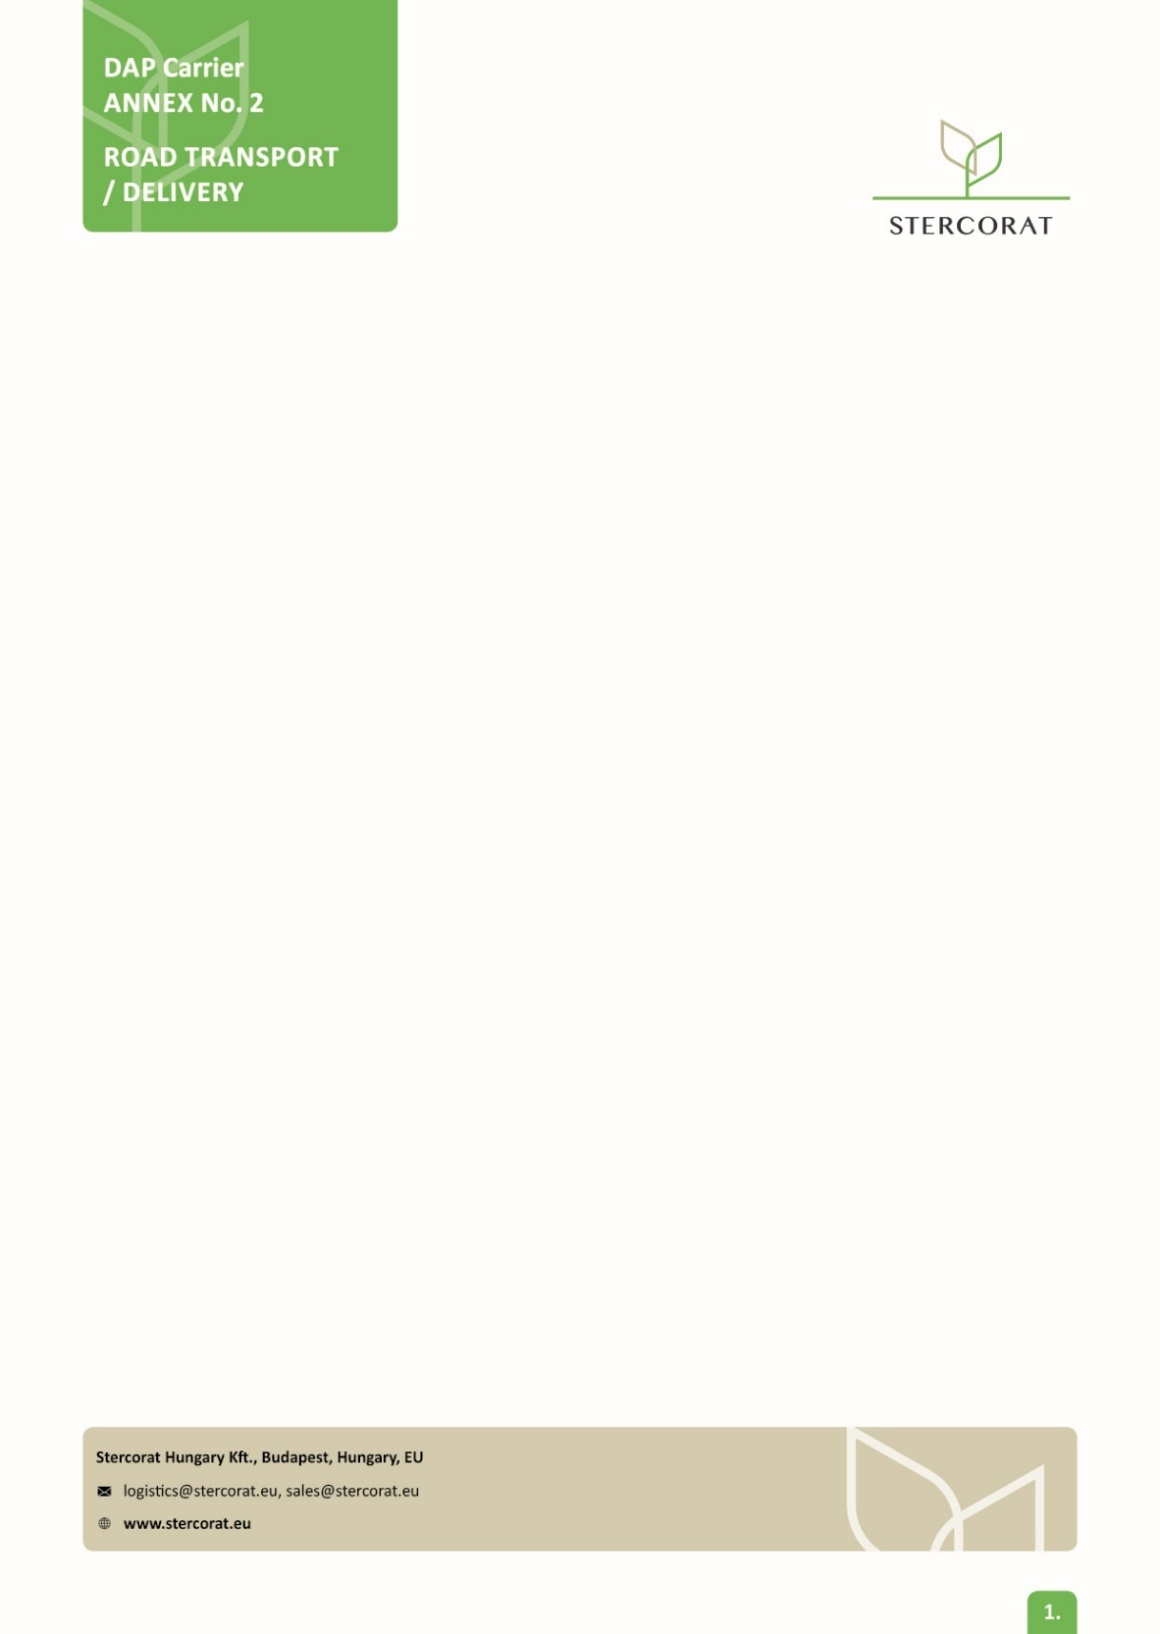 DAP Carrier
ANNEX No. 2
ROAD TRANSPORT
/ DELIVERY
STERCORAT
Stercorat Hungary Kft., Budapest, Hungary, EU
logistics@stercorat.eu, sales@stercorat.eu
www.stercorat.eu
1.